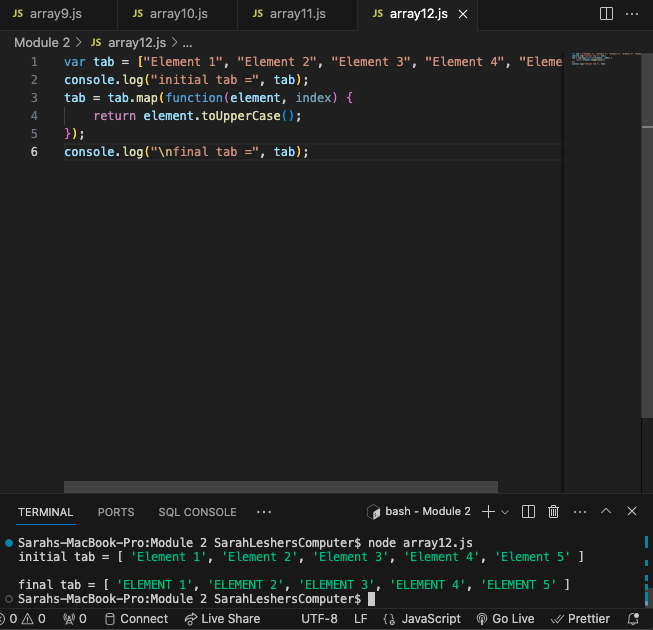 JS array9.js JS array10.js JS array11.js JS array12.js
Module 2 > JS array12.js > ...
1 var tab = ["Element 1", "Element 2", "Element 3", "Element 4", "Eleme
2 console.log("initial tab =", tab);
3 tab = tab.map(function(element, index) {
4 return element.toUpperCase();
5 });
6 console.log("\nfinal tab =", tab);
TERMINAL PORTS SQL CONSOLE ... bash - Module 2
Sarahs-MacBook-Pro:Module 2 SarahLeshersComputer$ node array12.js
initial tab = [ 'Element 1', 'Element 2', 'Element 3', 'Element 4', 'Element 5' ]
final tab = [ 'ELEMENT 1', 'ELEMENT 2', 'ELEMENT 3', 'ELEMENT 4', 'ELEMENT 5' ]
Sarahs-MacBook-Pro:Module 2 SarahLeshersComputer$
0 0 0 Connect Live Share UTF-8 LF {} JavaScript Go Live Prettier